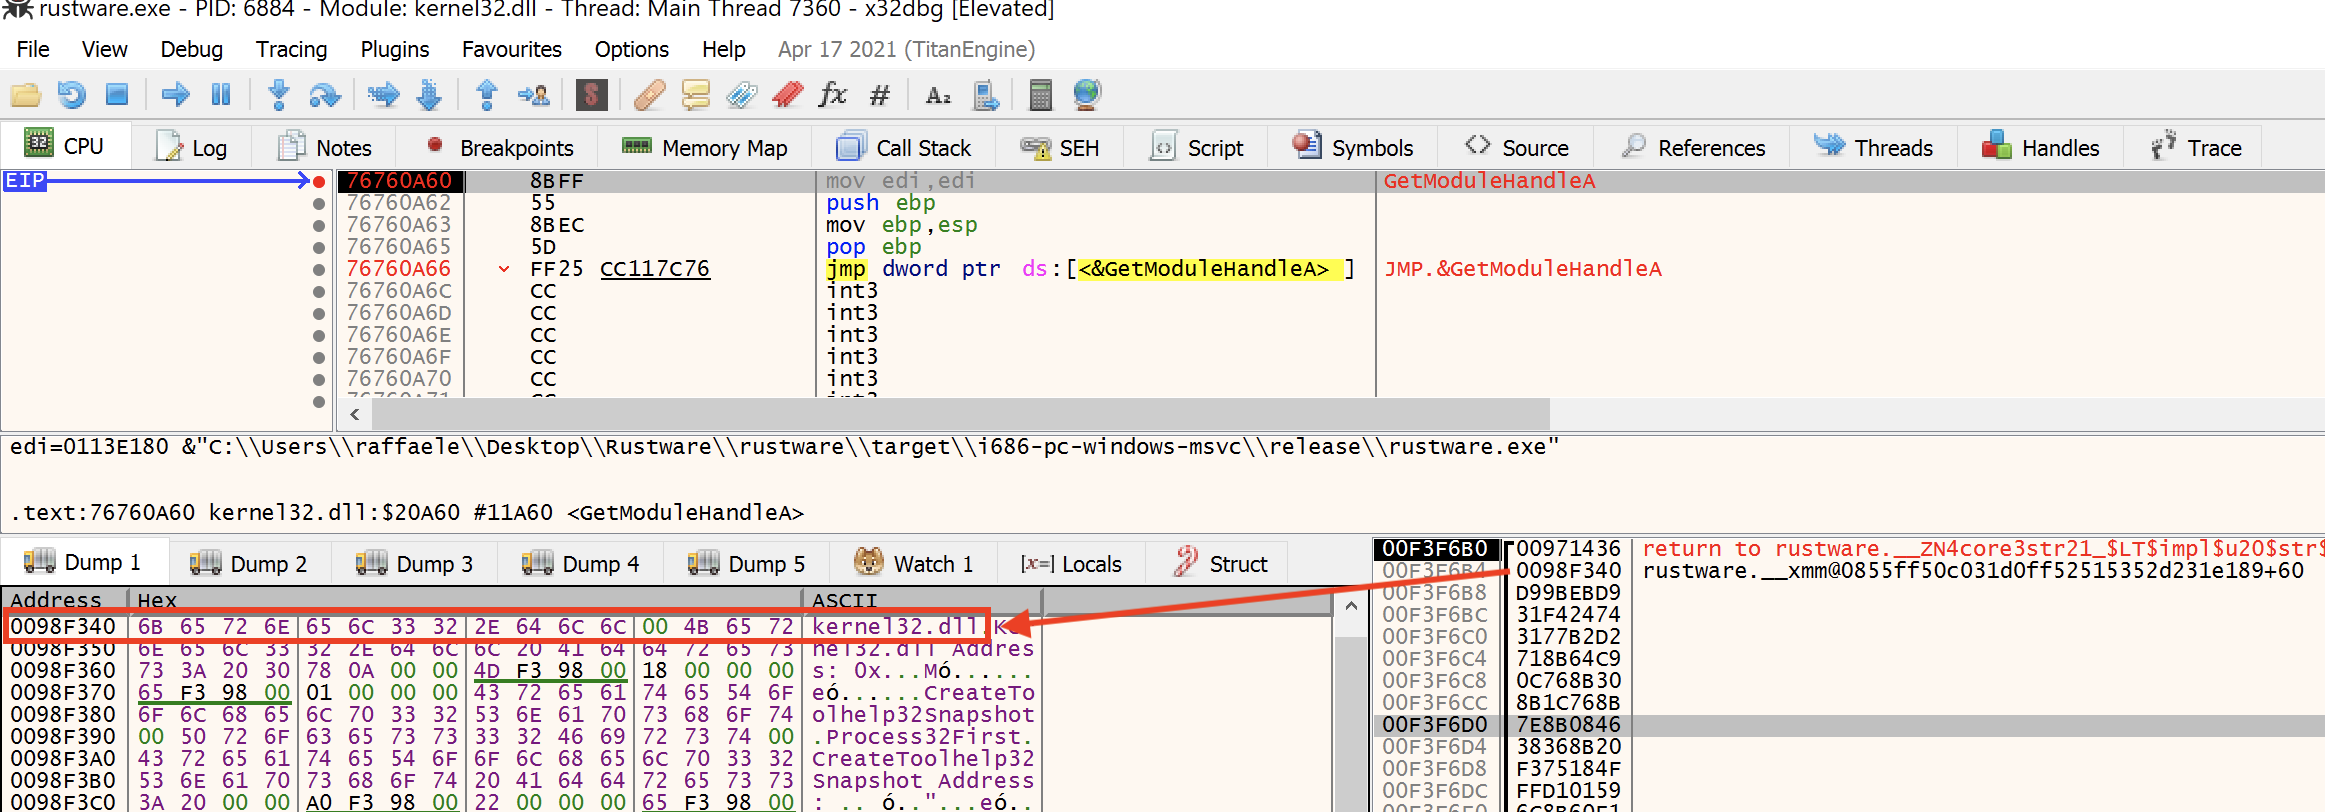 rustware.exe - PID: 6884 - Module: kernel32.dll - Thread: Main Thread 7360 - x32dbg [Elevated]
File View Debug Tracing Plugins Favourites Options Help Apr 17 2021 (TitanEngine)
CPU Log Notes Breakpoints Memory Map Call Stack SEH Script Symbols Source References Threads Handles Trace
EIP 76760A60 8BFF mov edi,edi GetModuleHandleA
76760A62 55 push ebp
76760A63 8BEC mov ebp,esp
76760A65 5D pop ebp
76760A66 FF25 CC117C76 jmp dword ptr ds:[<&GetModuleHandleA>] JMP.&GetModuleHandleA
76760A6C CC int3
76760A6D CC int3
76760A6E CC int3
76760A6F CC int3
76760A70 CC int3
edi=0113E180 &"C:\\Users\\raffaele\\Desktop\\Rustware\\rustware\\target\\i686-pc-windows-msvc\\release\\rustware.exe"
.text:76760A60 kernel32.dll:$20A60 #11A60 <GetModuleHandleA>
Dump 1 Dump 2 Dump 3 Dump 4 Dump 5 Watch 1 [x=] Locals Struct
Address Hex ASCII
0098F340 6B 65 72 6E 65 6C 33 32 2E 64 6C 6C 00 4B 65 72 kernel32.dll.
0098F350 6E 65 6C 33 32 2E 64 6C 6C 20 41 64 64 72 65 73 nel32.dll Addres
0098F360 73 3A 20 30 78 0A 00 00 4D F3 98 00 18 00 00 00 s: 0x...Mó......
0098F370 65 F3 98 00 01 00 00 00 43 72 65 61 74 65 54 6F eó......CreateTo
0098F380 6F 6C 68 65 6C 70 33 32 53 6E 61 70 73 68 6F 74 olhelp32Snapshot
0098F390 00 50 72 6F 63 65 73 73 33 32 46 69 72 73 74 00 .Process32First.
0098F3A0 43 72 65 61 74 65 54 6F 6F 6C 68 65 6C 70 33 32 CreateToolhelp32
0098F3B0 53 6E 61 70 73 68 6F 74 20 41 64 64 72 65 73 73 Snapshot Address
0098F3C0 3A 20 00 00 A0 F3 98 00 22 00 00 00 65 F3 98 00 : .. ó.."...eó..
00F3F6B0 00971436 return to rustware.__ZN4core3str21_$LT$impl$u20$str$
00F3F6B4 0098F340 rustware.__xmm@0855ff50c031d0ff52515352d231e189+60
00F3F6B8 D99BEBD9
00F3F6BC 31F42474
00F3F6C0 3177B2D2
00F3F6C4 718B64C9
00F3F6C8 0C768B30
00F3F6CC 8B1C768B
00F3F6D0 7E8B0846
00F3F6D4 38368B20
00F3F6D8 F375184F
00F3F6DC FFD10159